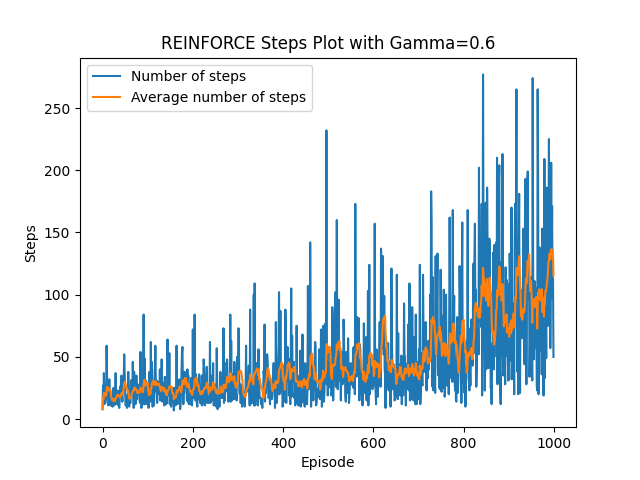 REINFORCE Steps Plot with Gamma=0.6
Number of steps
Average number of steps
250
200
150
100
50
0
Steps
0 200 400 600 800 1000
Episode